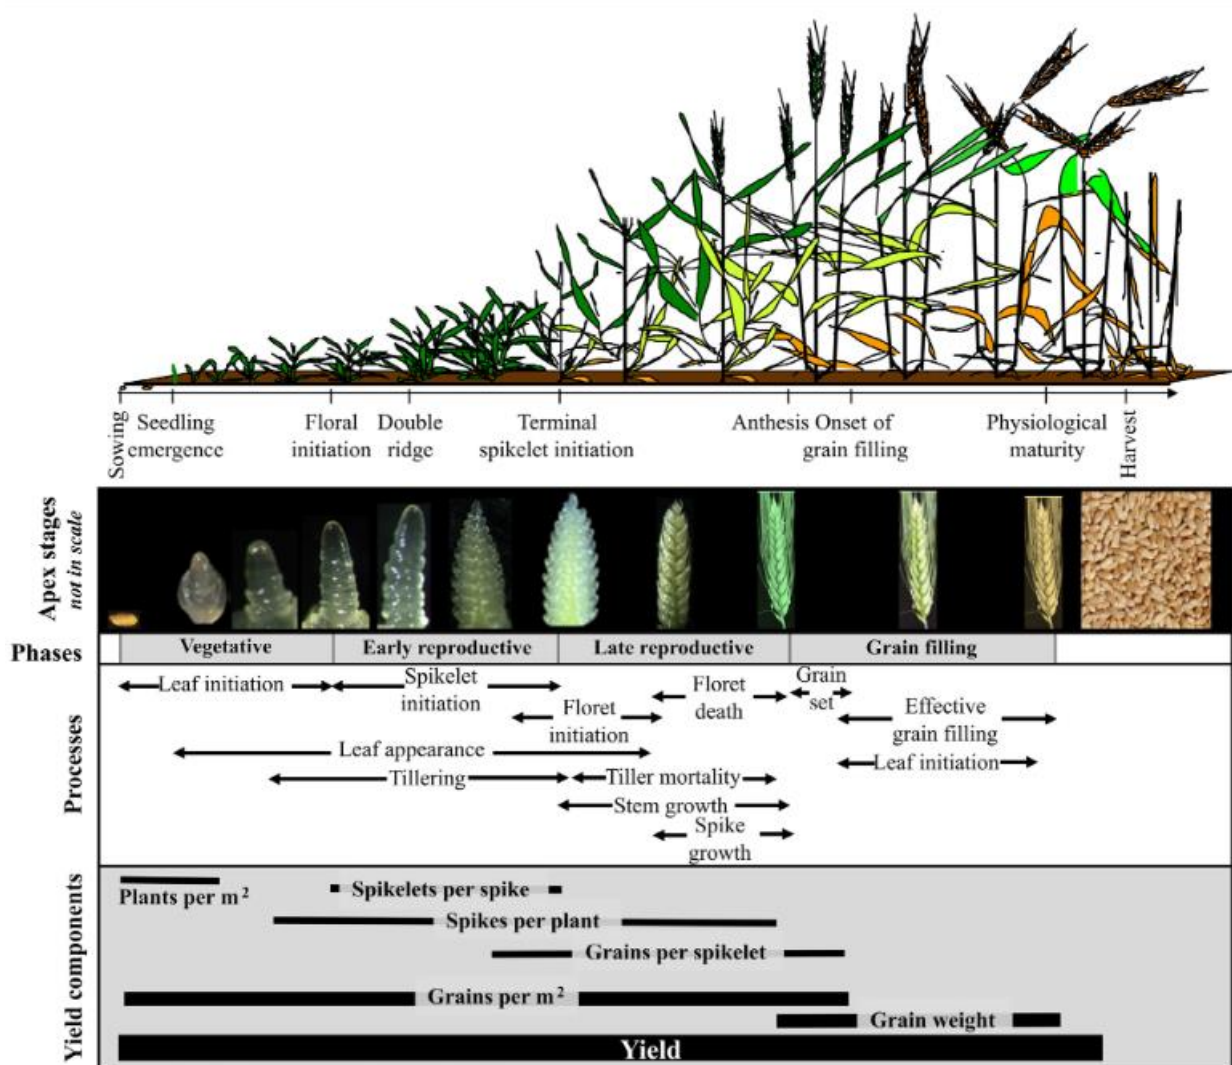 Sowing
Seedling
emergence
Floral
initiation
Double
ridge
Terminal
spikelet initiation
Anthesis
Onset of
grain filling
Physiological
maturity
Harvest
Apex stages
not in scale
Phases
Vegetative
Early reproductive
Late reproductive
Grain filling
Processes
Leaf initiation
Spikelet
initiation
Floret
death
Grain
set
Floret
initiation
Effective
grain filling
Leaf appearance
Leaf initiation
Tillering
Tiller mortality
Stem growth
Spike
growth
Yield components
Plants per m²
Spikelets per spike
Spikes per plant
Grains per spikelet
Grains per m²
Grain weight
Yield